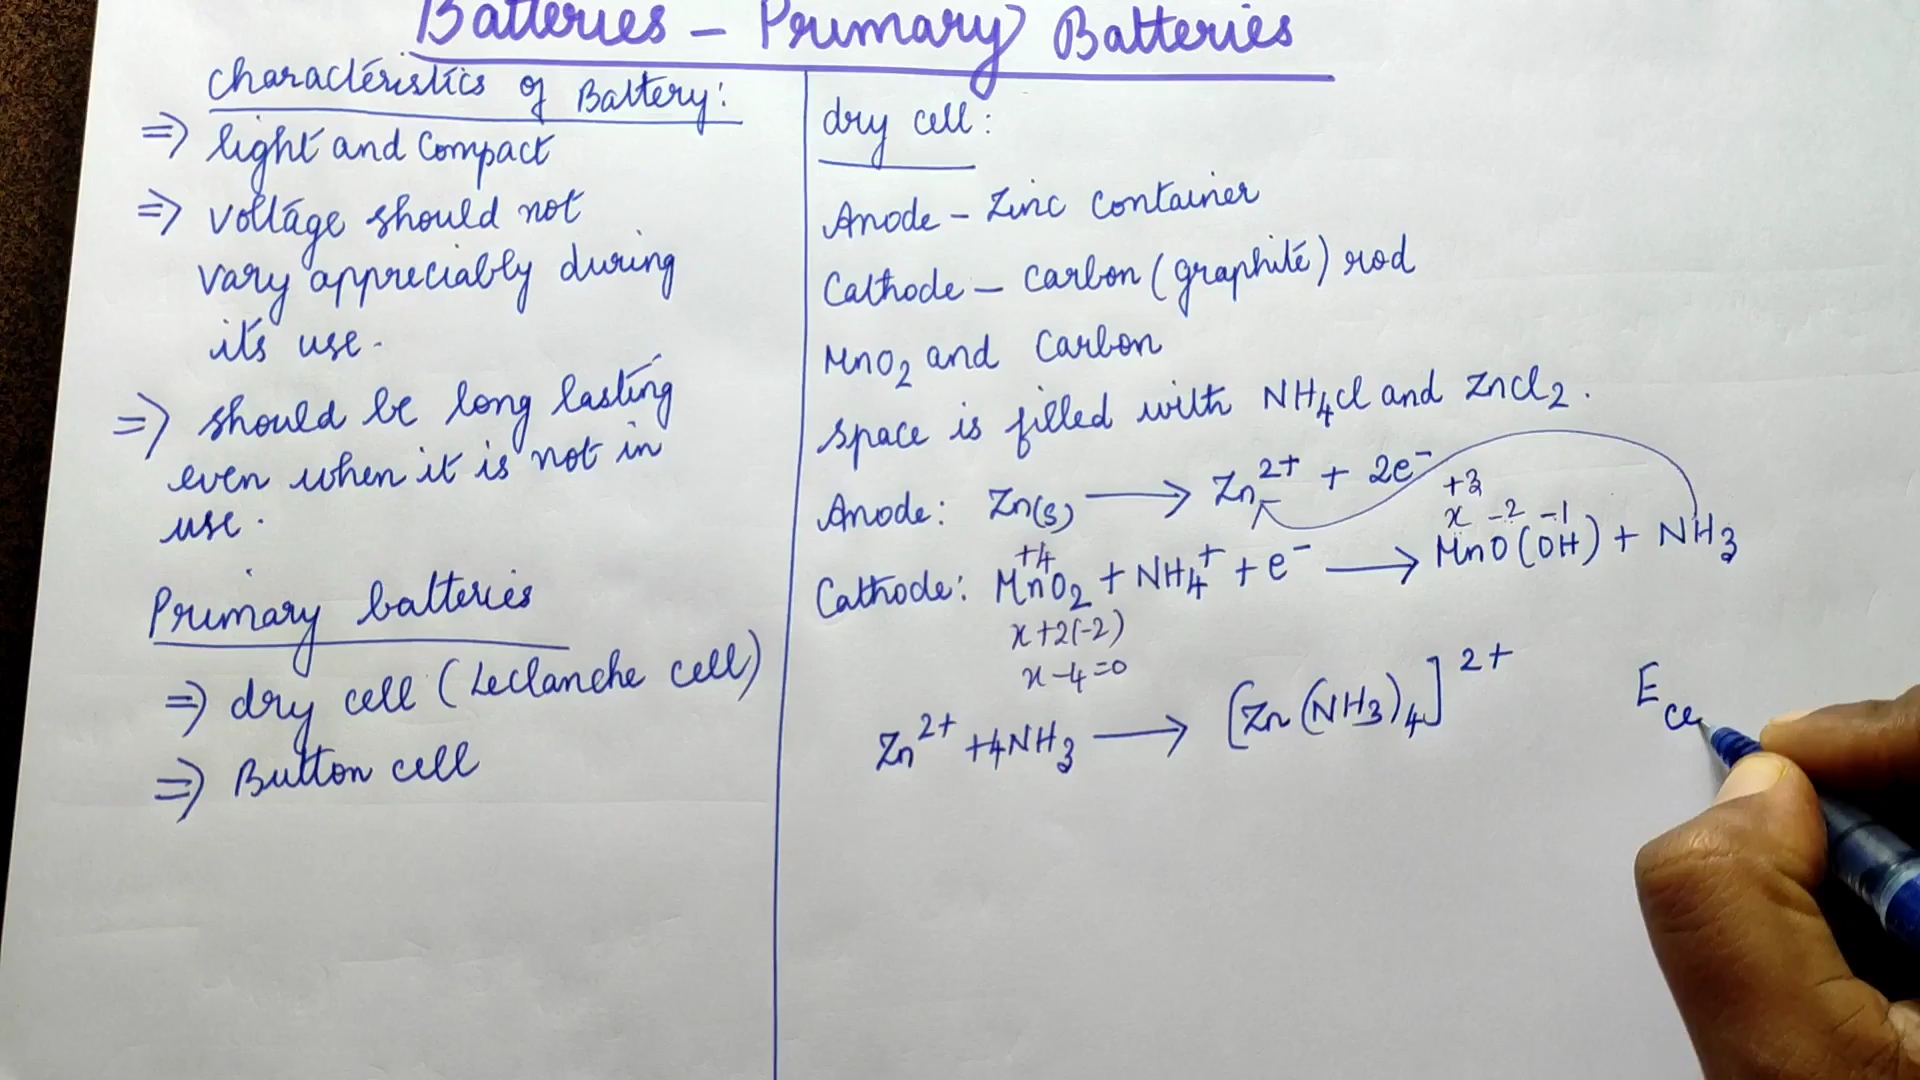 Batteries – Primary Batteries
Characteristics of Battery:
⇒ light and compact
⇒ voltage should not
vary appreciably during
its use.
⇒ should be long lasting
even when it is not in
use.
Primary batteries
⇒ dry cell (Leclanche cell)
⇒ Button cell
dry cell:
Anode – Zinc container
Cathode – Carbon (graphite) rod
MnO₂ and Carbon
space is filled with NH₄Cl and ZnCl₂.
Anode: Zn(s) ⟶ Zn²⁺ + 2e⁻
+3
x -2 -1
+4
Cathode: MnO₂ + NH₄⁺ + e⁻ ⟶ MnO(OH) + NH₃
x+2(-2)
x-4=0
Zn²⁺ + 4NH₃ ⟶ [Zn(NH₃)₄]²⁺
E ce